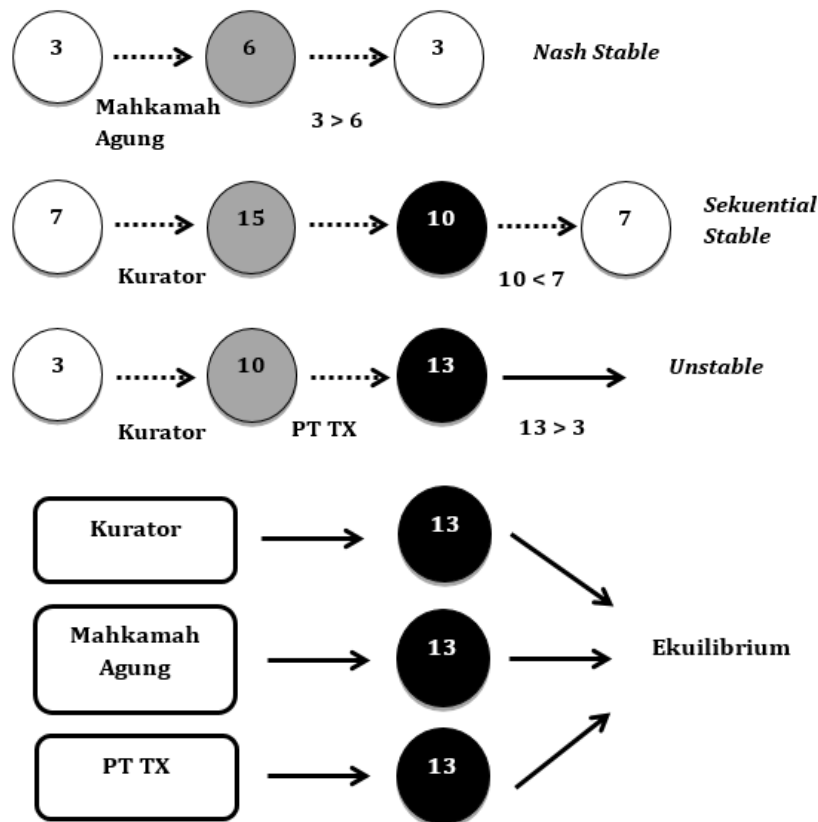 3
6
3
Nash Stable
Mahkamah
Agung
3 > 6
7
15
10
7
Sekuential
Stable
Kurator
10 < 7
3
10
13
Unstable
Kurator
PT TX
13 > 3
Kurator
13
Mahkamah
Agung
13
Ekuilibrium
PT TX
13